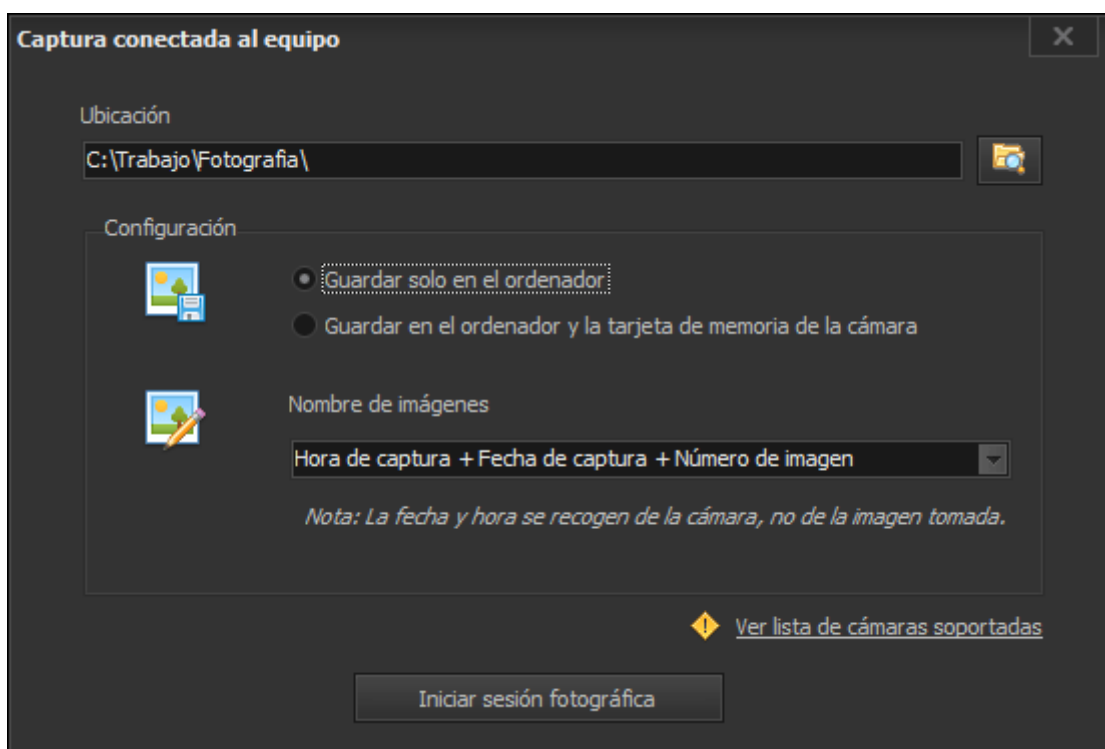 Captura conectada al equipo
Ubicación
C:\Trabajo\Fotografia\
Configuración
Guardar solo en el ordenador
Guardar en el ordenador y la tarjeta de memoria de la cámara
Nombre de imágenes
Hora de captura + Fecha de captura + Número de imagen
Nota: La fecha y hora se recogen de la cámara, no de la imagen tomada.
Ver lista de cámaras soportadas
Iniciar sesión fotográfica